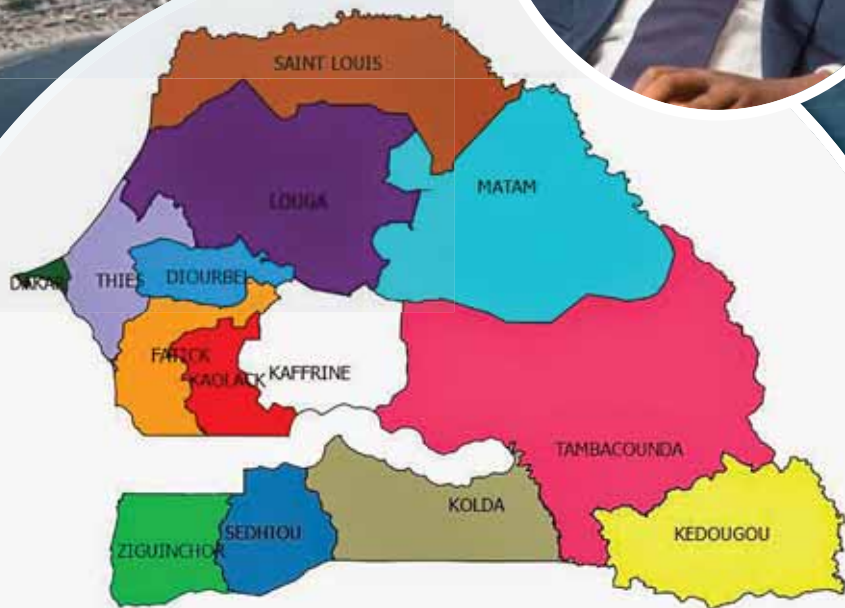 SAINT LOUIS
MATAM
LOUGA
DAKAR
THIES
DIOURBEL
FATICK
KAOLACK
KAFFRINE
TAMBACOUNDA
KOLDA
SEDHIOU
ZIGUINCHOR
KEDOUGOU